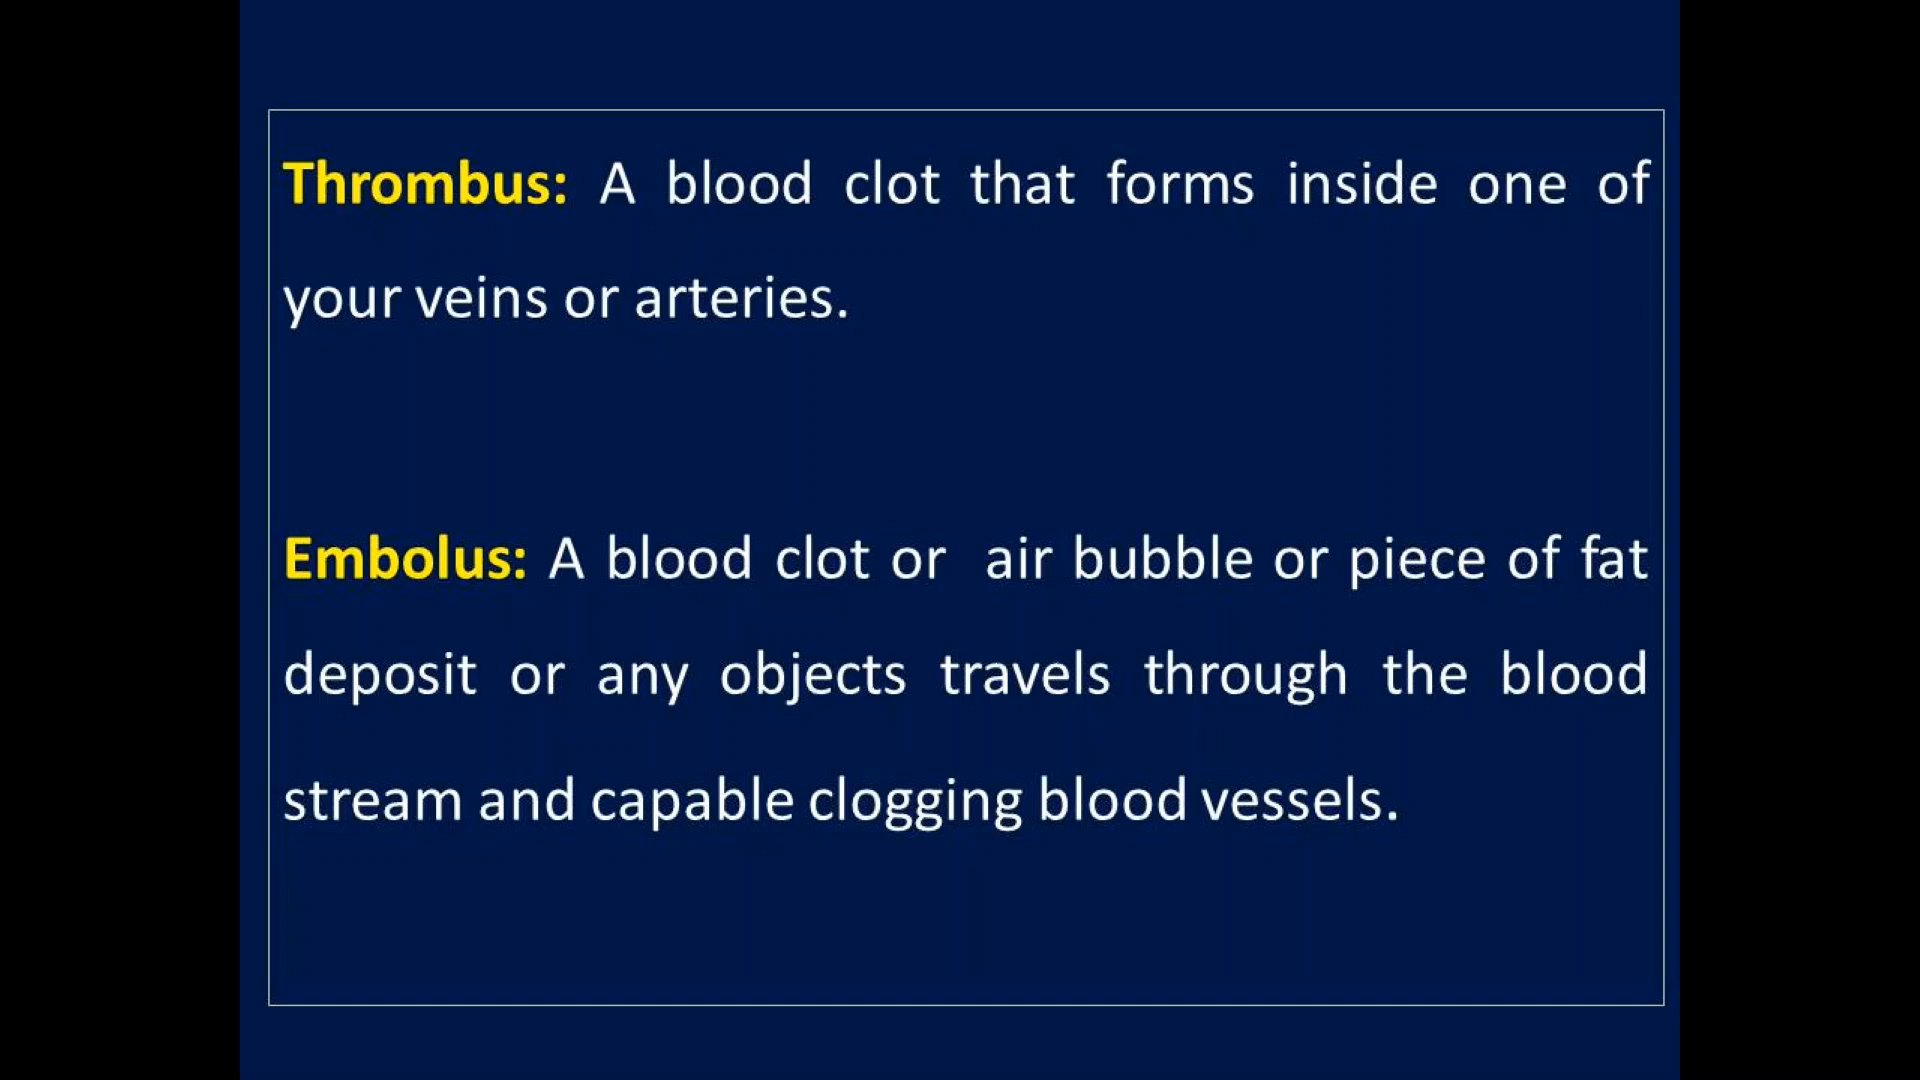 Thrombus: A blood clot that forms inside one of
your veins or arteries.
Embolus: A blood clot or air bubble or piece of fat
deposit or any objects travels through the blood
stream and capable clogging blood vessels.